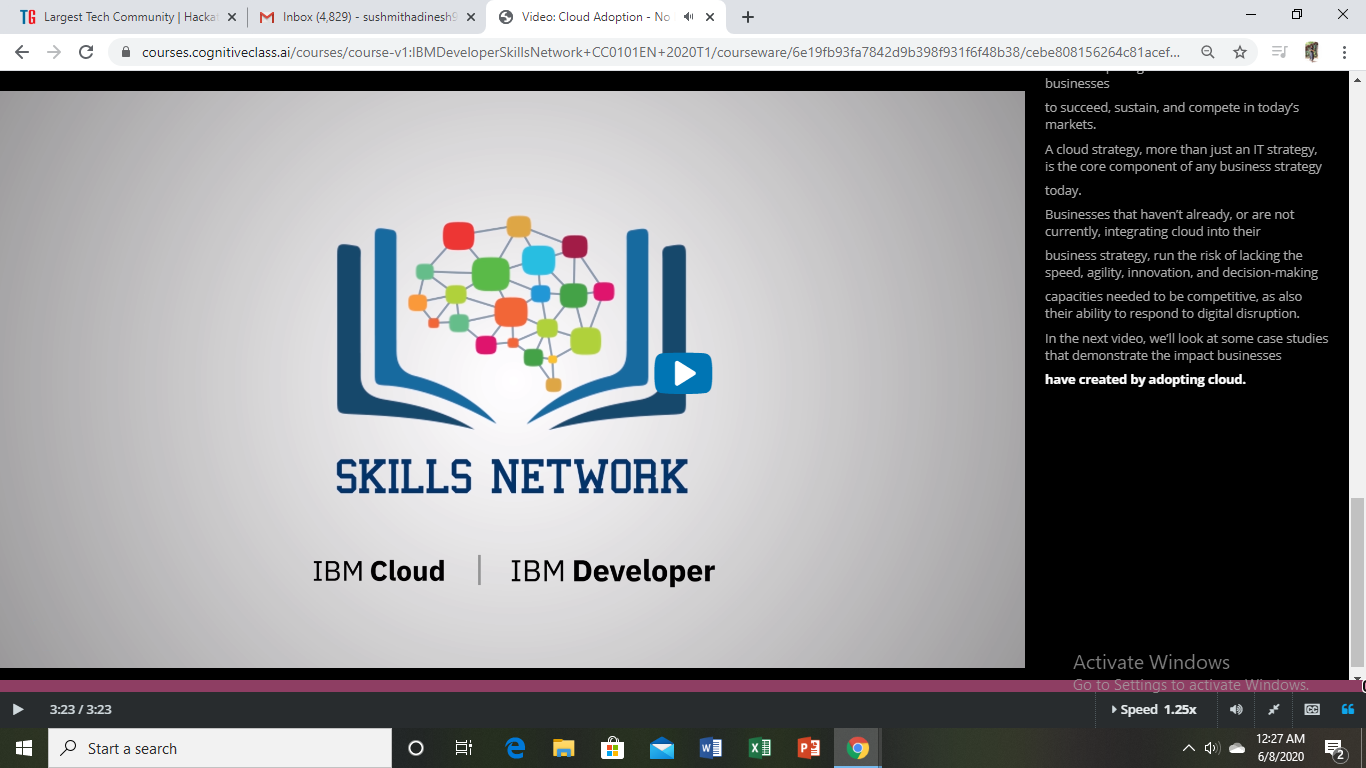 Largest Tech Community | Hacka
Inbox (4,829) - sushmithadinesh9
Video: Cloud Adoption - No
courses.cognitiveclass.ai/courses/course-v1:IBMDeveloperSkillsNetwork+CC0101EN+2020T1/courseware/6e19fb93fa7842d9b398f931f6f48b38/cebe808156264c81acef...
businesses
to succeed, sustain, and compete in today's
markets.
A cloud strategy, more than just an IT strategy,
is the core component of any business strategy
today.
Businesses that haven't already, or are not
currently, integrating cloud into their
business strategy, run the risk of lacking the
speed, agility, innovation, and decision-making
capacities needed to be competitive, as also
their ability to respond to digital disruption.
In the next video, we'll look at some case studies
that demonstrate the impact businesses
have created by adopting cloud.
SKILLS NETWORK
IBM Cloud | IBM Developer
Activate Windows
Go to Settings to activate Windows.
3:23 / 3:23
Speed 1.25x
CC
Start a search
12:27 AM
6/8/2020
2